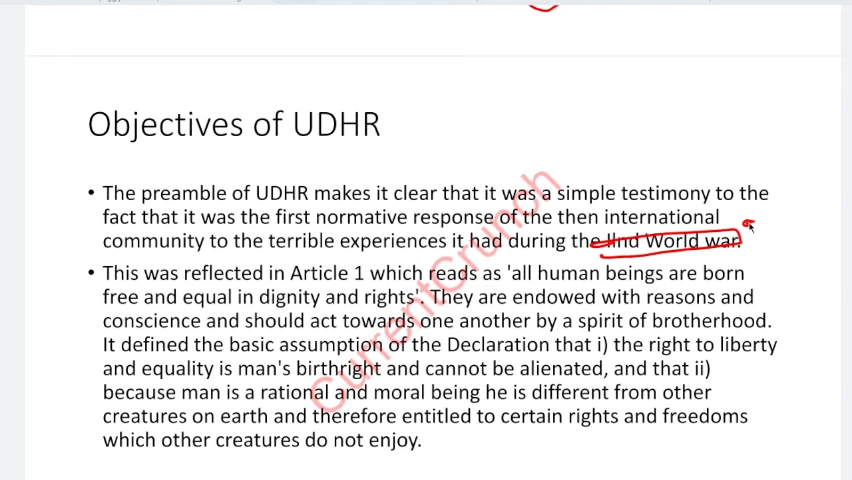 Objectives of UDHR
• The preamble of UDHR makes it clear that it was a simple testimony to the
fact that it was the first normative response of the then international
community to the terrible experiences it had during the IInd World war.
• This was reflected in Article 1 which reads as 'all human beings are born
free and equal in dignity and rights'. They are endowed with reasons and
conscience and should act towards one another by a spirit of brotherhood.
It defined the basic assumption of the Declaration that i) the right to liberty
and equality is man's birthright and cannot be alienated, and that ii)
because man is a rational and moral being he is different from other
creatures on earth and therefore entitled to certain rights and freedoms
which other creatures do not enjoy.
CurrentCrunch